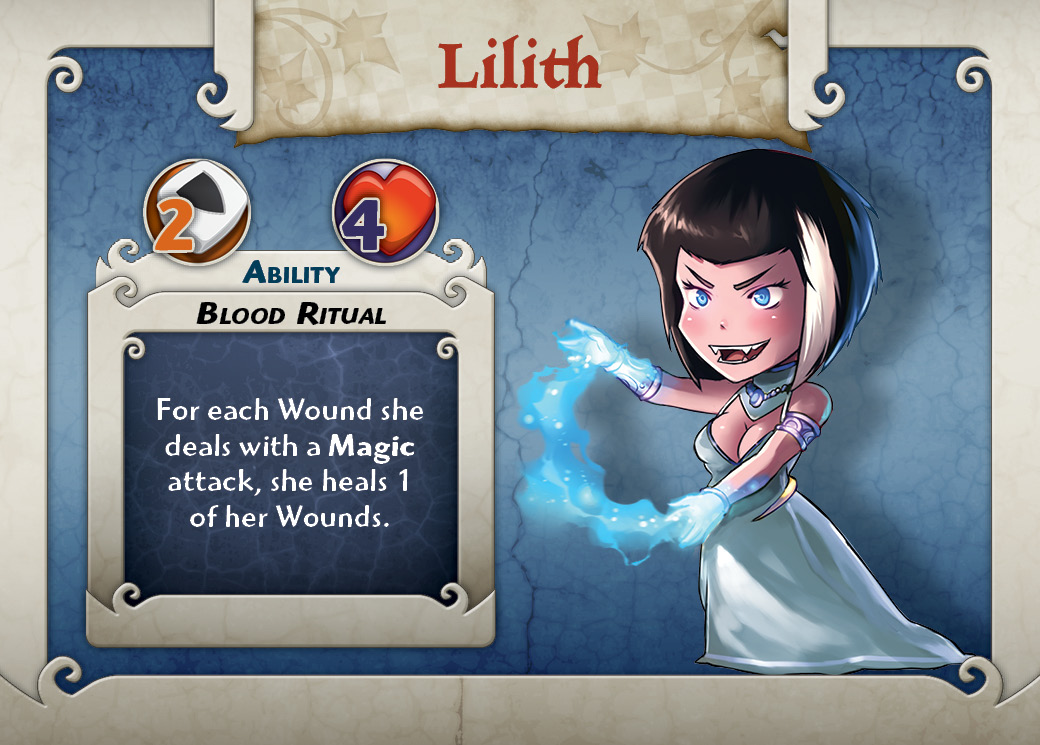 Lilith
2
4
Ability
Blood Ritual
For each Wound she
deals with a Magic
attack, she heals 1
of her Wounds.